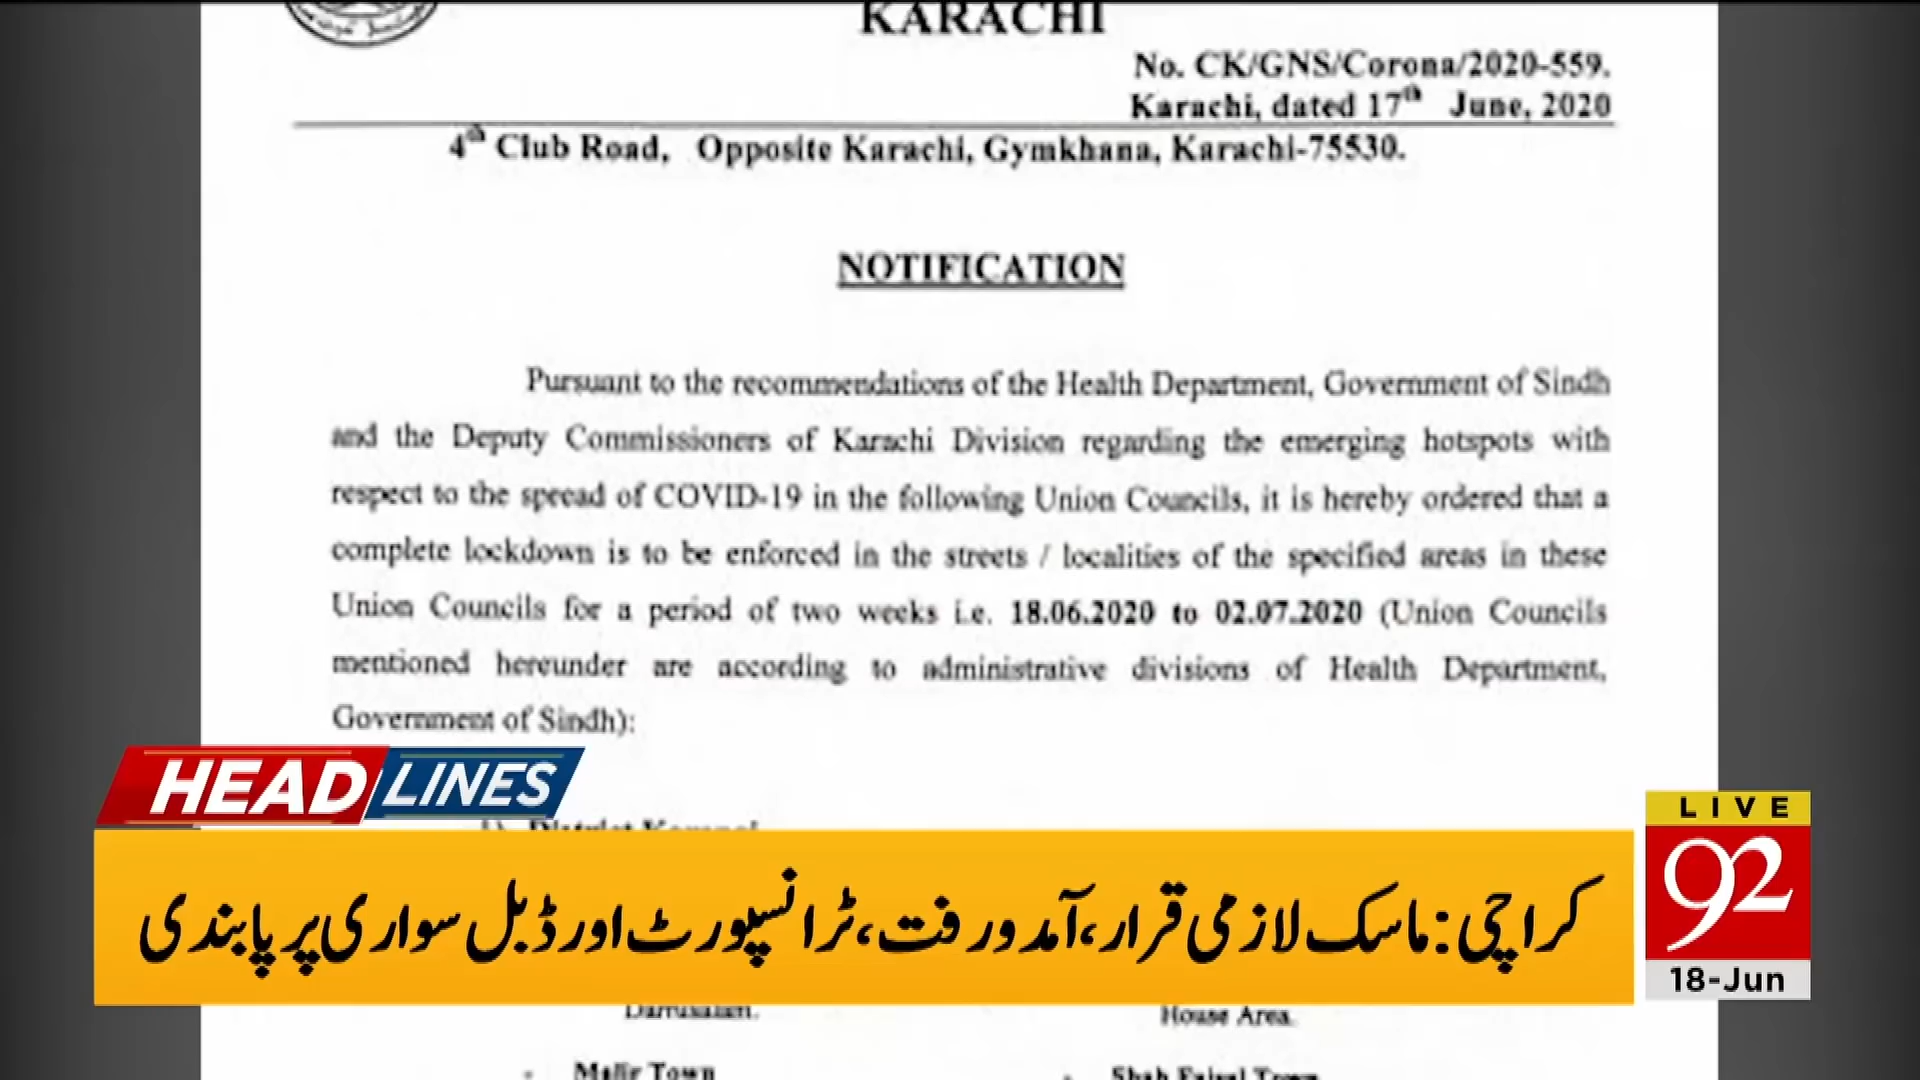 KARACHI
No. CK/GNS/Corona/2020-559.
Karachi, dated 17th June, 2020
4th Club Road, Opposite Karachi, Gymkhana, Karachi-75530.
NOTIFICATION
Pursuant to the recommendations of the Health Department, Government of Sindh
and the Deputy Commissioners of Karachi Division regarding the emerging hotspots with
respect to the spread of COVID-19 in the following Union Councils, it is hereby ordered that a
complete lockdown is to be enforced in the streets / localities of the specified areas in these
Union Councils for a period of two weeks i.e. 18.06.2020 to 02.07.2020 (Union Councils
mentioned hereunder are according to administrative divisions of Health Department,
Government of Sindh):
HEADLINES
LIVE
92
18-Jun
کراچی: ماسک لازمی قرار، آمدورفت، ٹرانسپورٹ اور ڈبل سواری پر پابندی
Darrusalam.
House Area.
Malir Town
Shah Faisal Town